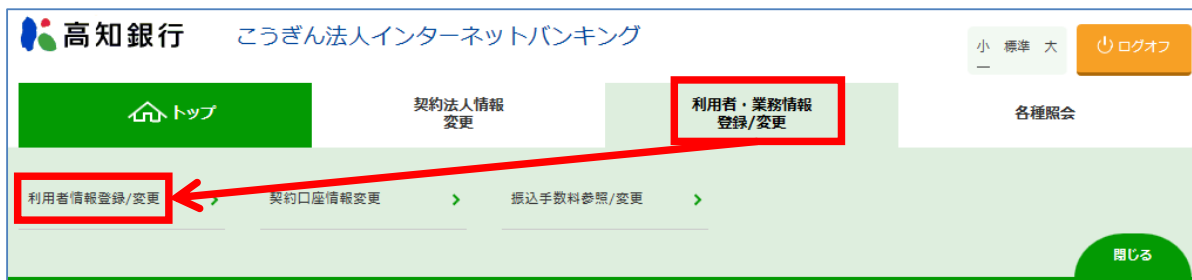 高知銀行 こうぎん法人インターネットバンキング
小 標準 大 ログオフ
トップ
契約法人情報
変更
利用者・業務情報
登録/変更
各種照会
利用者情報登録/変更 契約口座情報変更 振込手数料参照/変更
閉じる